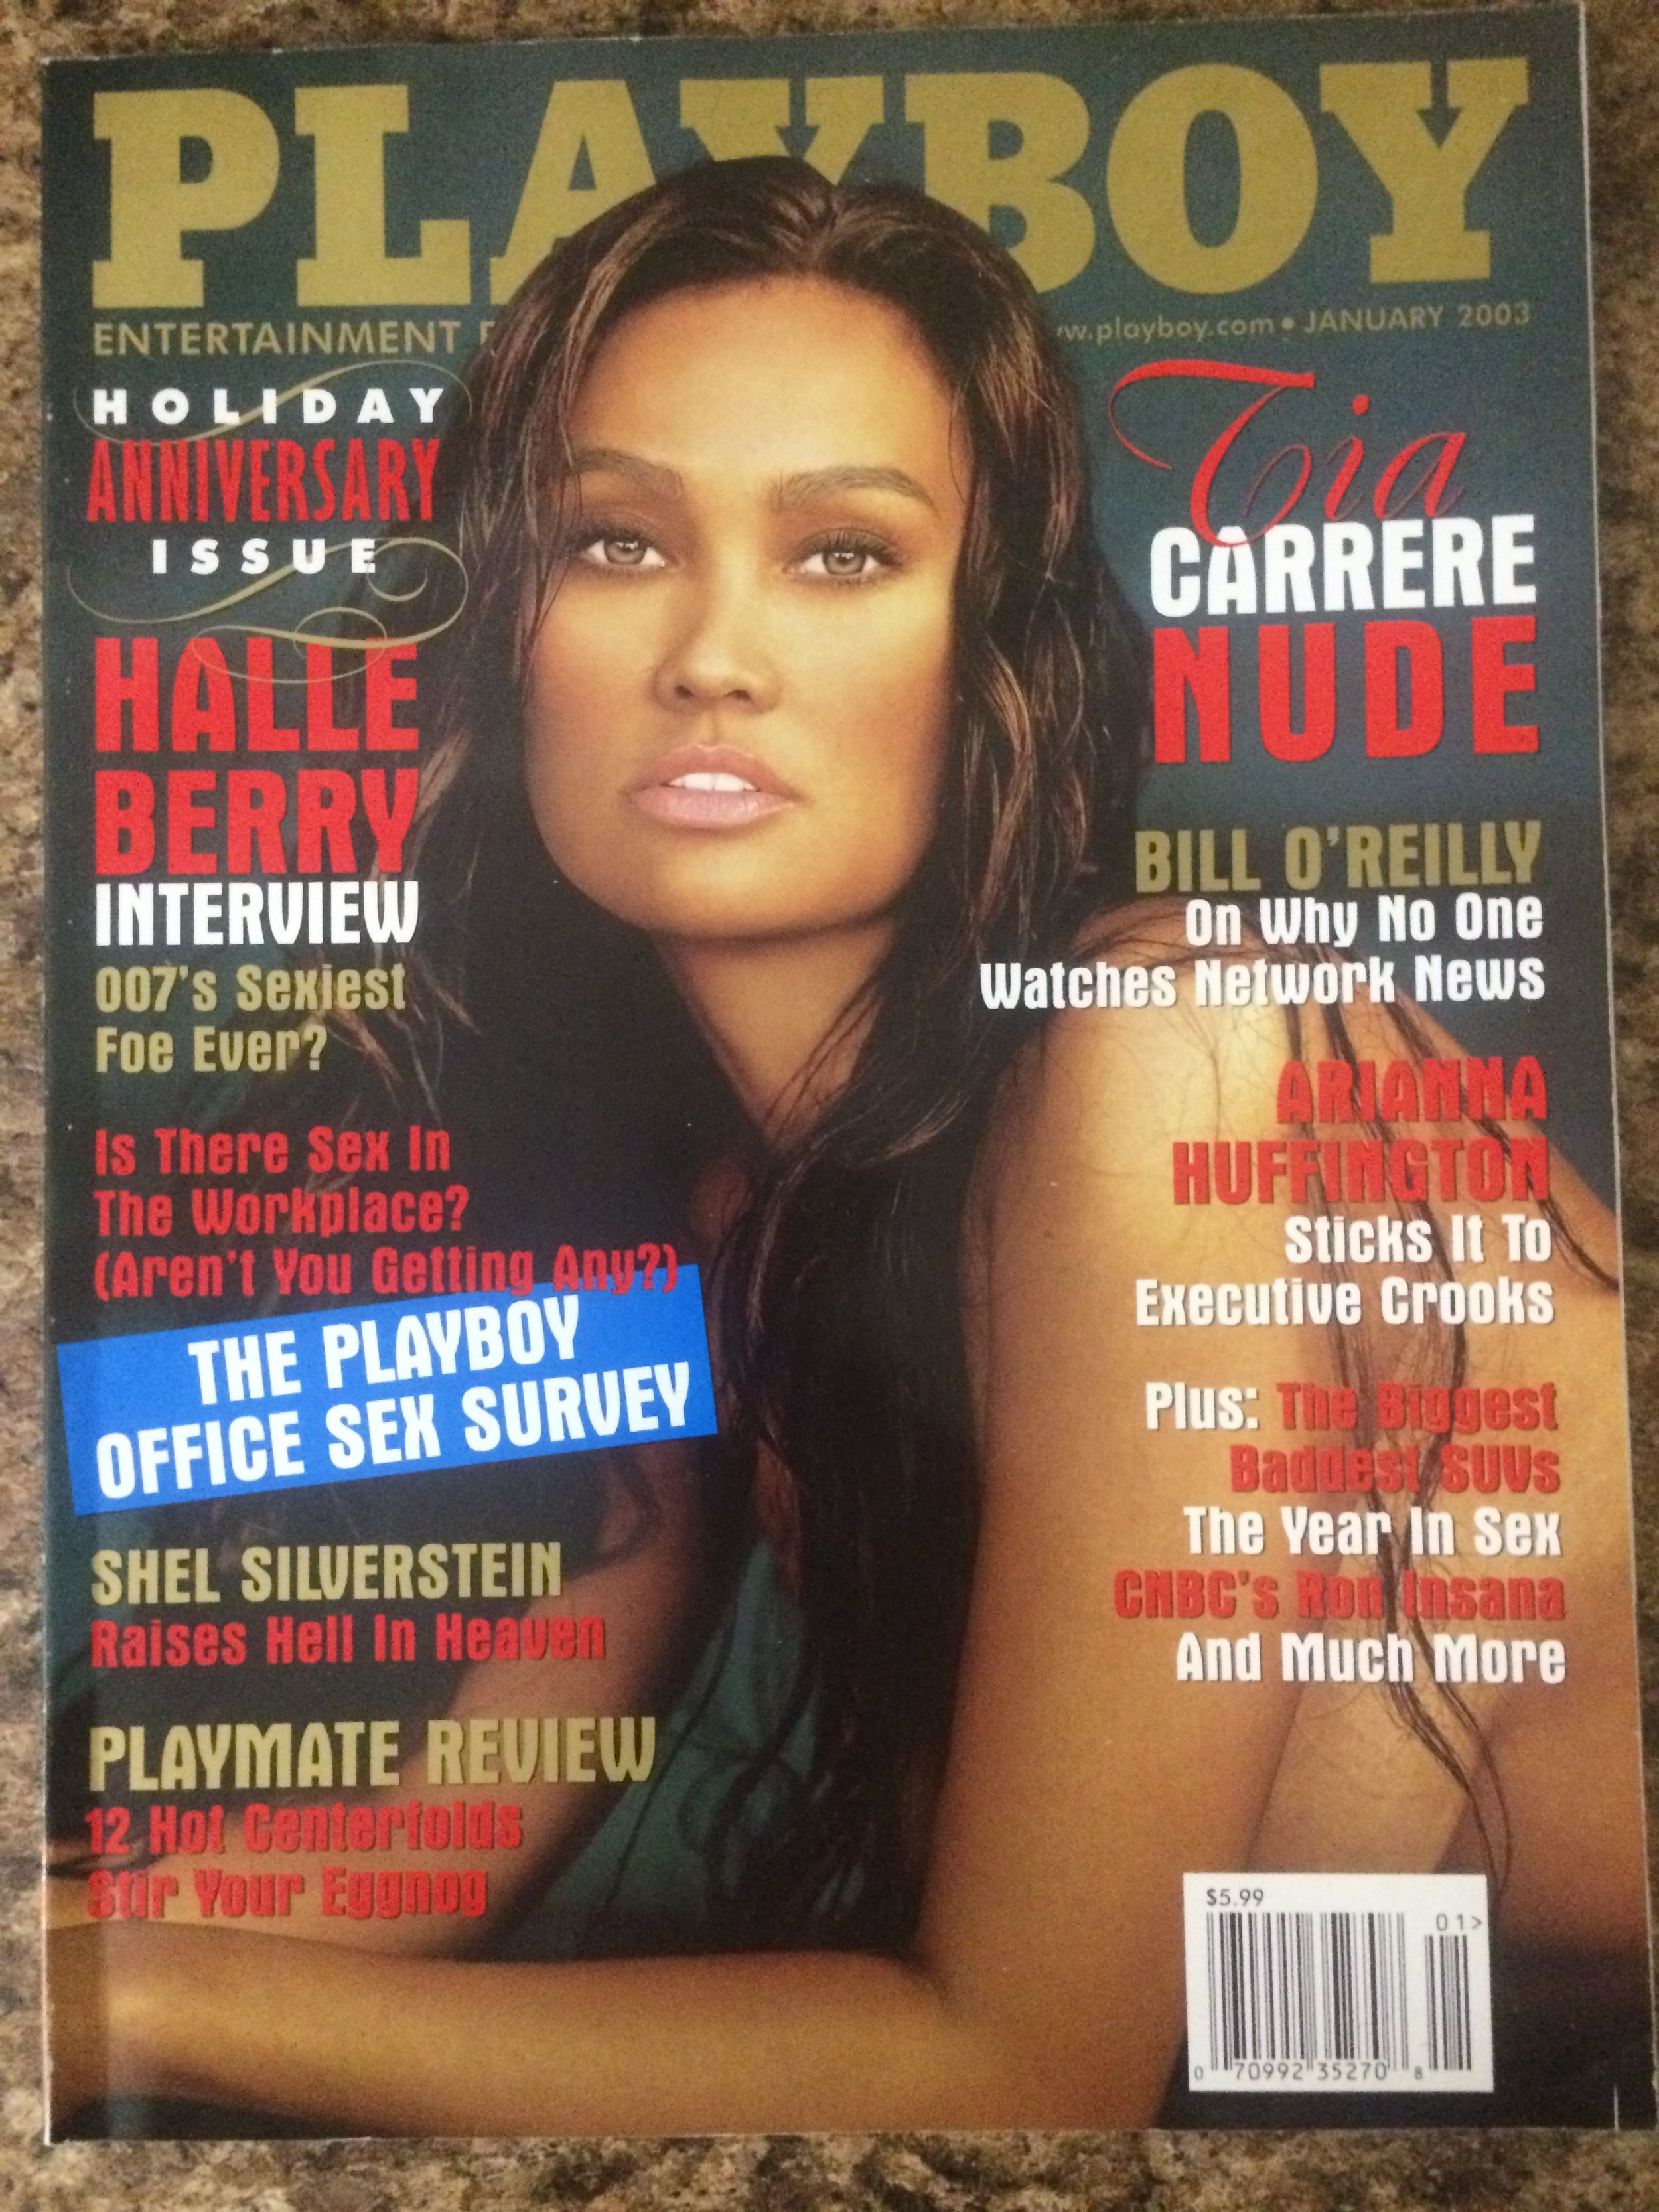 PLAYBOY
ENTERTAINMENT
www.playboy.com • JANUARY 2003
HOLIDAY
ANNIVERSARY
ISSUE
HALLE
BERRY
INTERVIEW
007's Sexiest
Foe Ever?
Is There Sex In
The Workplace?
(Aren't You Getting Any?)
THE PLAYBOY
OFFICE SEX SURVEY
SHEL SILVERSTEIN
Raises Hell In Heaven
PLAYMATE REVIEW
12 Hot Centerfolds
Stir Your Eggnog
Tia
CARRERE
NUDE
BILL O'REILLY
On Why No One
Watches Network News
ARIANNA
HUFFINGTON
Sticks It To
Executive Crooks
Plus: The Biggest
Baddest SUVs
The Year In Sex
CNBC's Ron Insana
And Much More
$5.99
01>
0 70992 35270 8